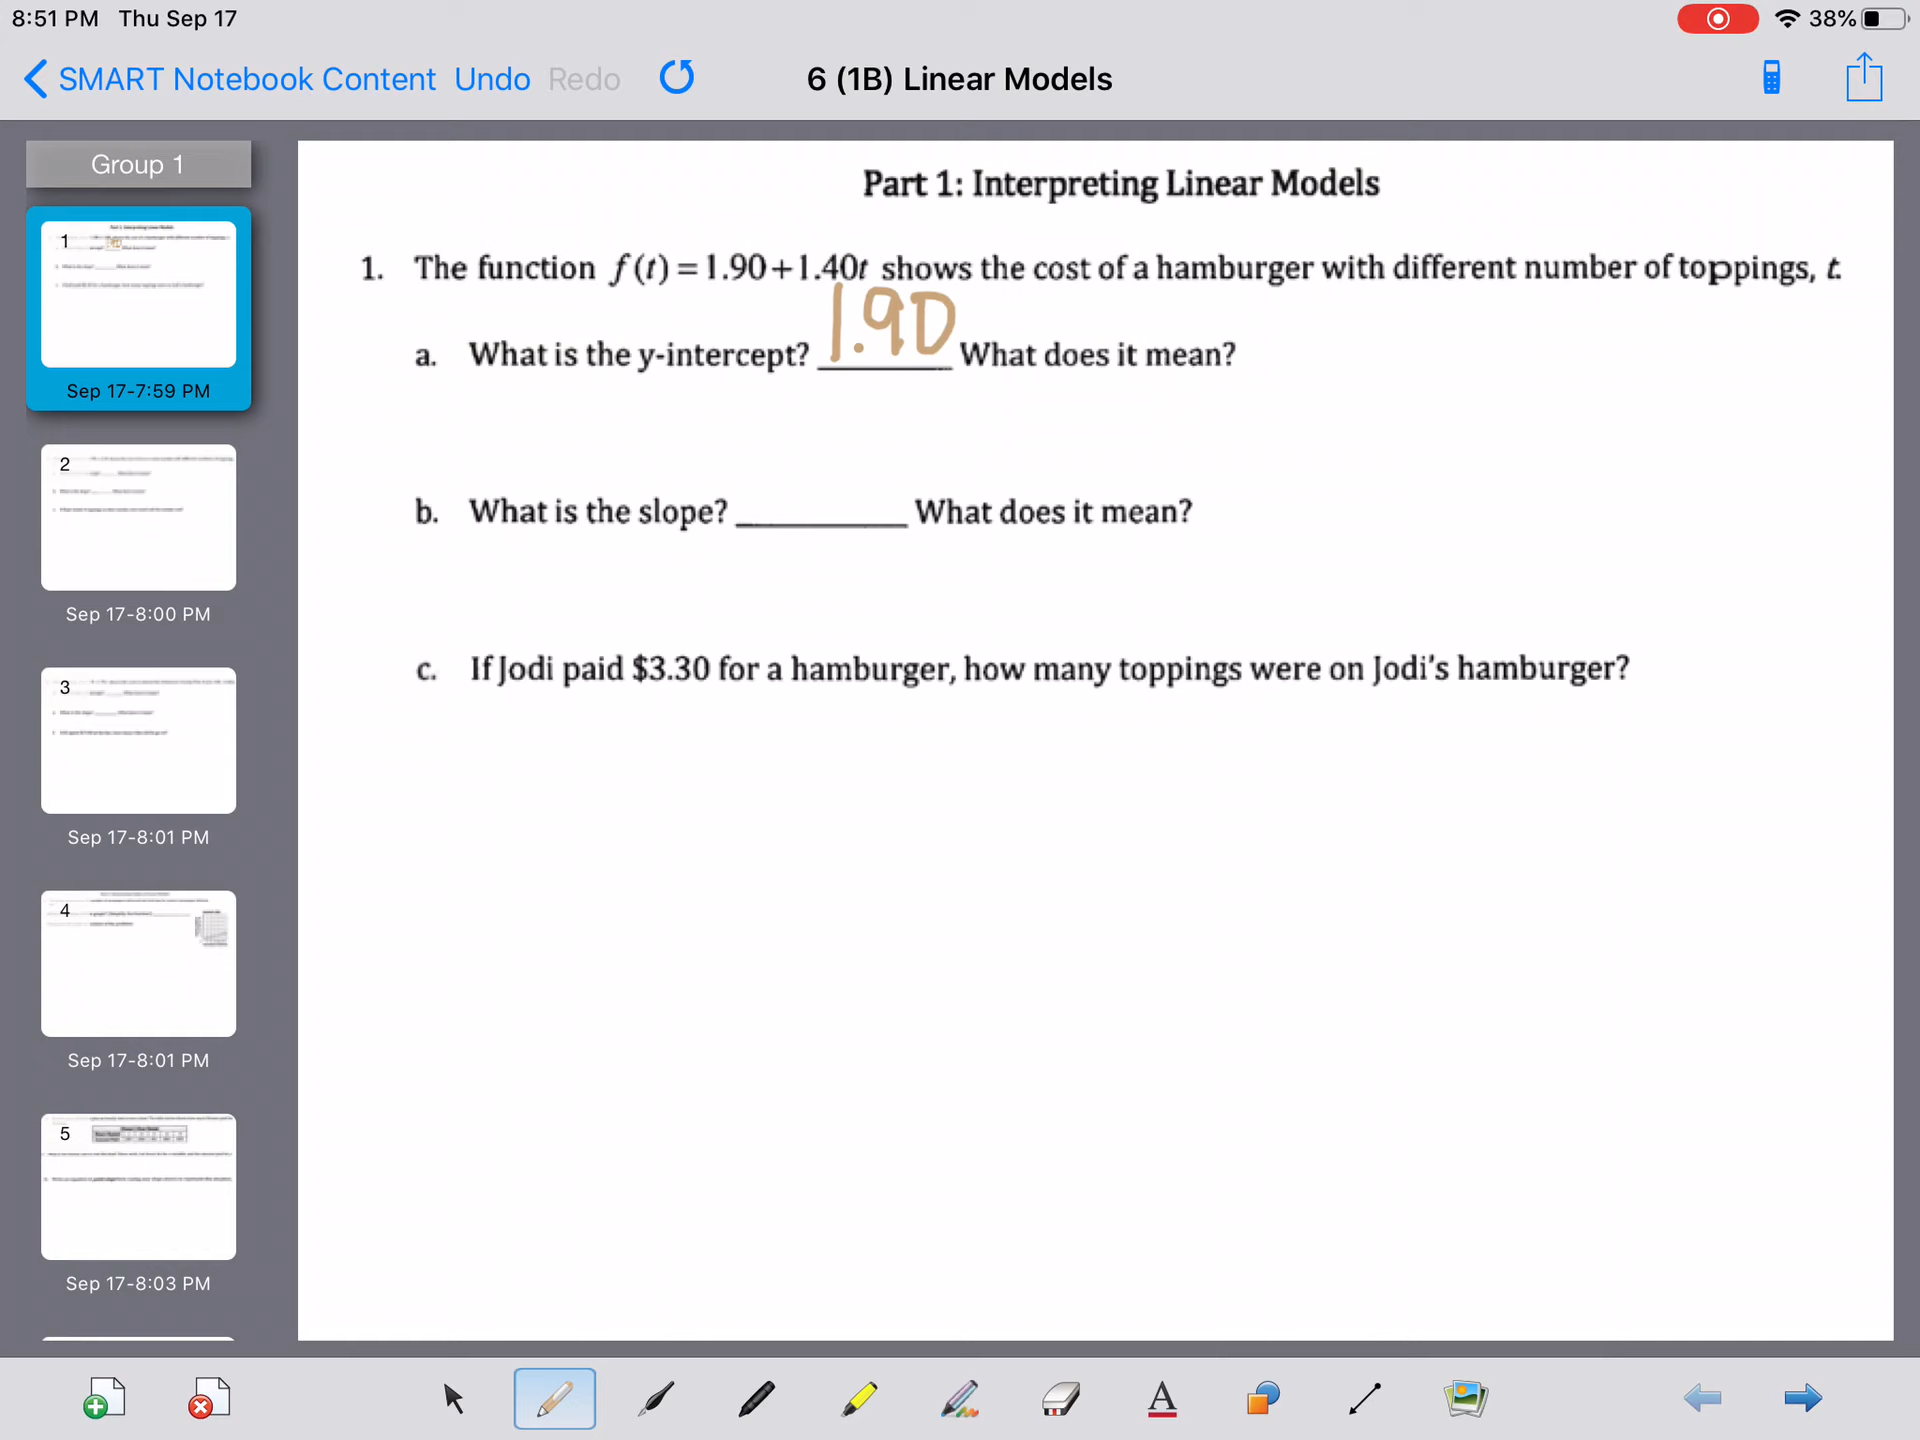 8:51 PM Thu Sep 17
38%
SMART Notebook Content Undo Redo
6 (1B) Linear Models
Group 1
1
Sep 17-7:59 PM
2
Sep 17-8:00 PM
3
Sep 17-8:01 PM
4
Sep 17-8:01 PM
5
Sep 17-8:03 PM
Part 1: Interpreting Linear Models
1. The function f(t) = 1.90+1.40t shows the cost of a hamburger with different number of toppings, t.
a. What is the y-intercept? 1.90 What does it mean?
b. What is the slope? __________ What does it mean?
c. If Jodi paid $3.30 for a hamburger, how many toppings were on Jodi's hamburger?
A